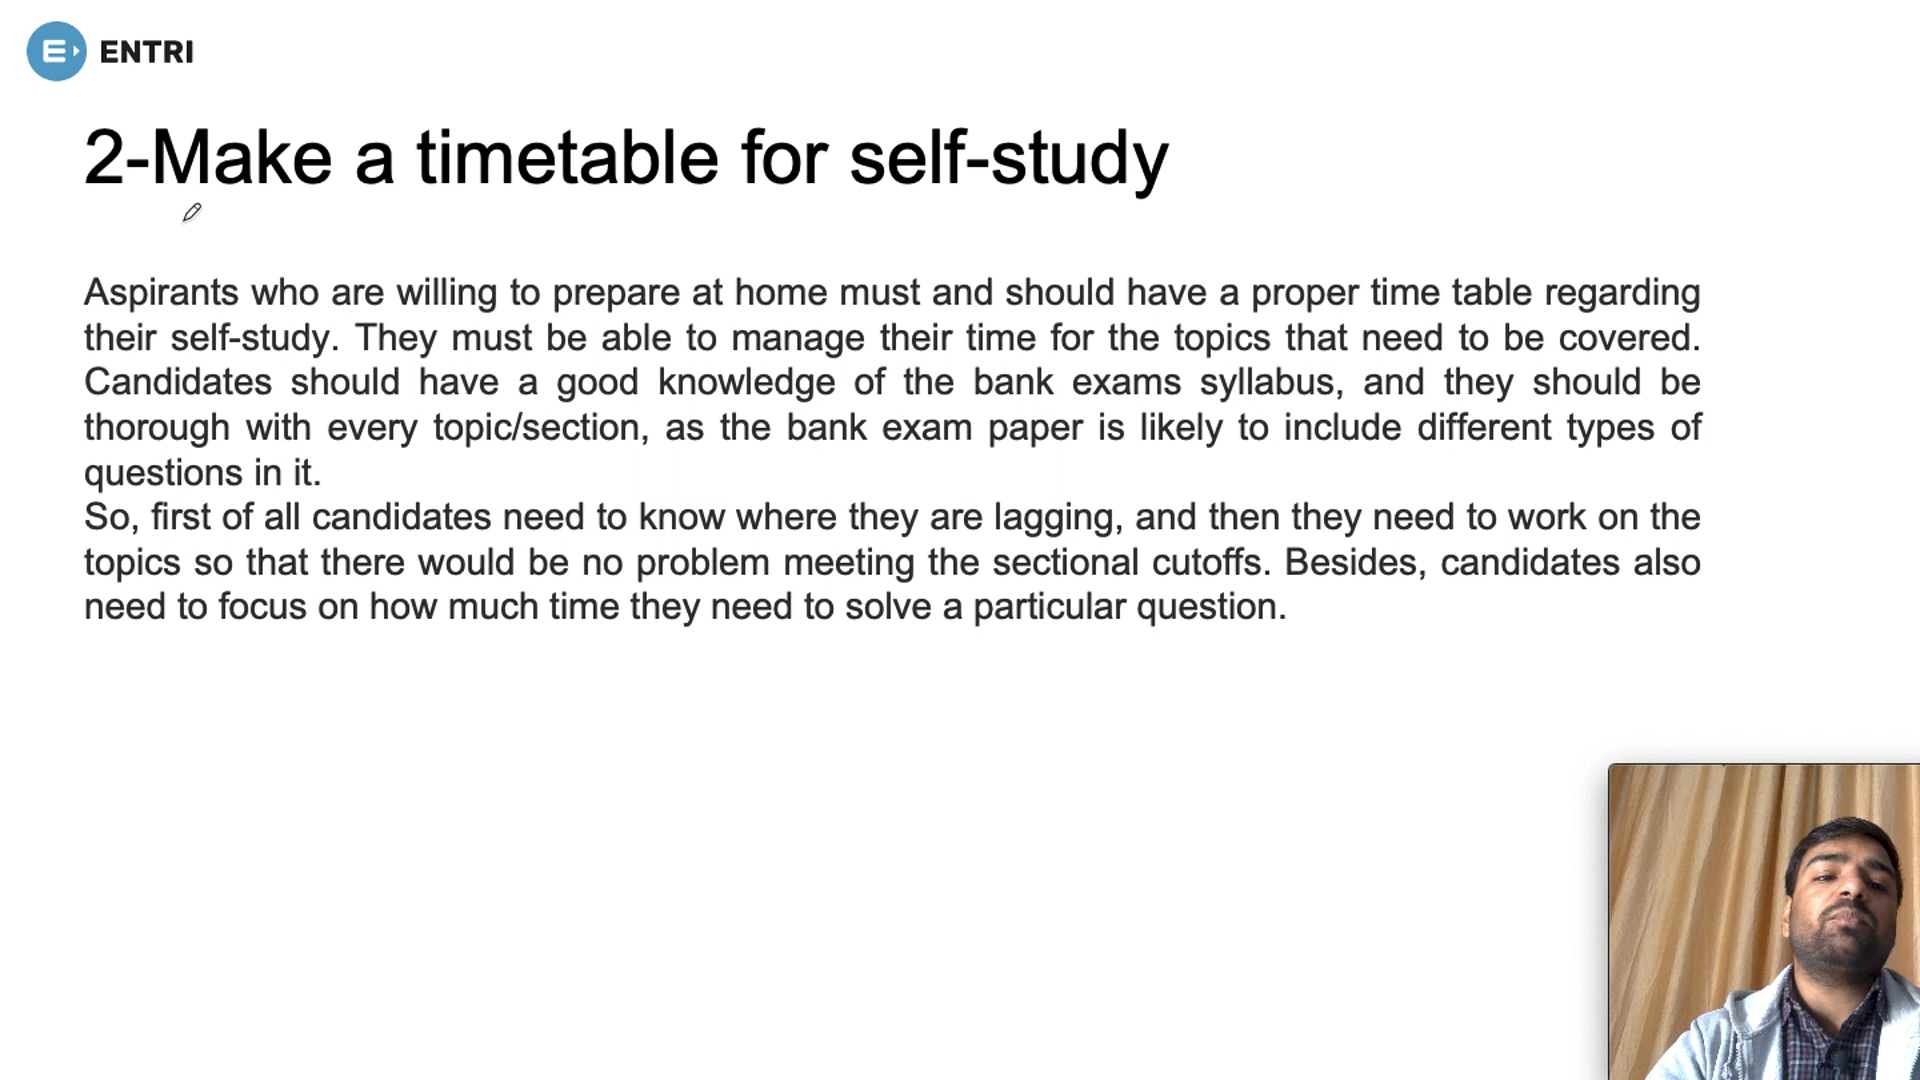 ENTRI
2-Make a timetable for self-study
Aspirants who are willing to prepare at home must and should have a proper time table regarding
their self-study. They must be able to manage their time for the topics that need to be covered.
Candidates should have a good knowledge of the bank exams syllabus, and they should be
thorough with every topic/section, as the bank exam paper is likely to include different types of
questions in it.
So, first of all candidates need to know where they are lagging, and then they need to work on the
topics so that there would be no problem meeting the sectional cutoffs. Besides, candidates also
need to focus on how much time they need to solve a particular question.